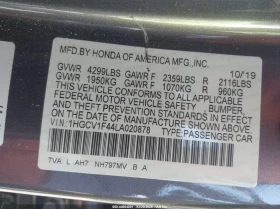 MFD. BY HONDA OF AMERICA MFG.,INC.
10/19
GVWR 4299LBS GAWR F 2359LBS R 2116LBS
GVWR 1950KG GAWR F 1070KG R 960KG
THIS VEHICLE CONFORMS TO ALL APPLICABLE
FEDERAL MOTOR VEHICLE SAFETY, BUMPER,
AND THEFT PREVENTION STANDARDS IN EFFECT
ON THE DATE OF MANUFACTURE SHOWN ABOVE.
VIN:1HGCV1F44LA020878 TYPE:PASSENGER CAR
TVA L AH7 NH797MV B A